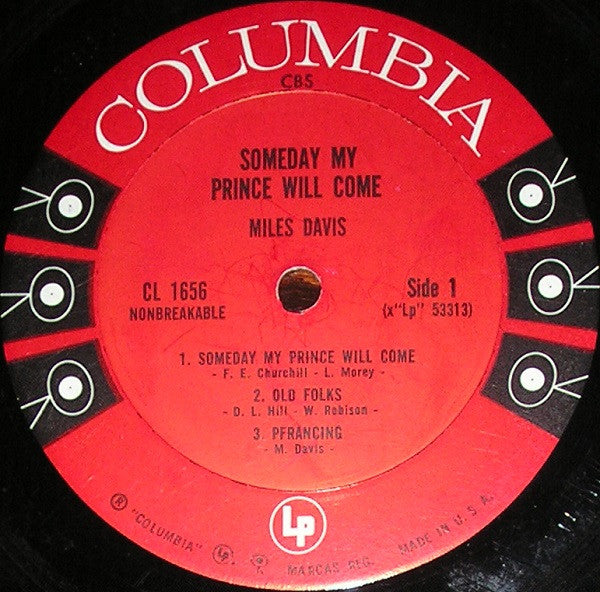 COLUMBIA
CBS
SOMEDAY MY
PRINCE WILL COME
MILES DAVIS
CL 1656
NONBREAKABLE
Side 1
(x"Lp" 53313)
1. SOMEDAY MY PRINCE WILL COME
- F. E. Churchill - L. Morey -
2. OLD FOLKS
- D. L. Hill - W. Robison -
3. PFRANCING
- M. Davis -
Lp
® "COLUMBIA" Lp MARCAS REG. MADE IN U. S. A.